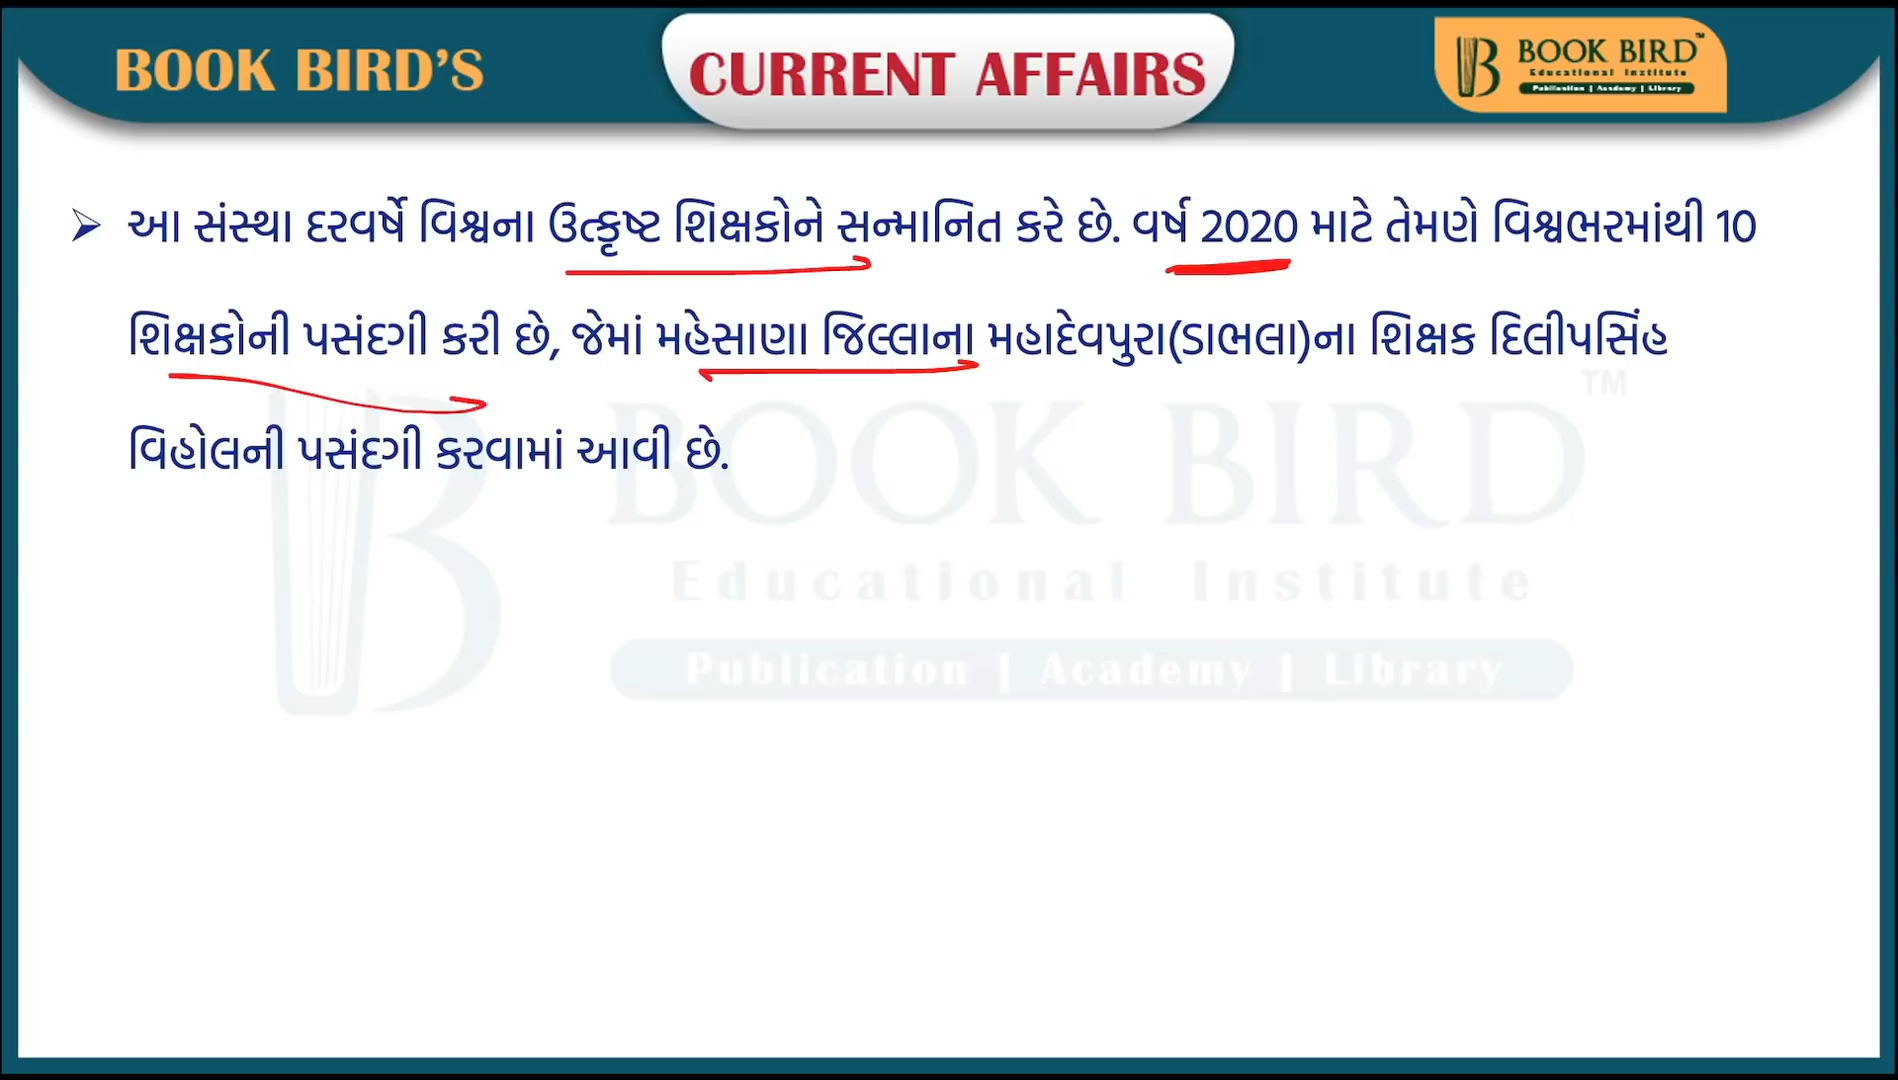 BOOK BIRD'S
CURRENT AFFAIRS
BOOK BIRD™
Educational Institute
Publication | Academy | Library
➢ આ સંસ્થા દરવર્ષે વિશ્વના ઉત્કૃષ્ટ શિક્ષકોને સન્માનિત કરે છે. વર્ષ 2020 માટે તેમણે વિશ્વભરમાંથી 10
શિક્ષકોની પસંદગી કરી છે, જેમાં મહેસાણા જિલ્લાના મહાદેવપુરા(ડાભલા)ના શિક્ષક દિલીપસિંહ
વિહોલની પસંદગી કરવામાં આવી છે.
BOOK BIRD™
Educational Institute
Publication | Academy | Library